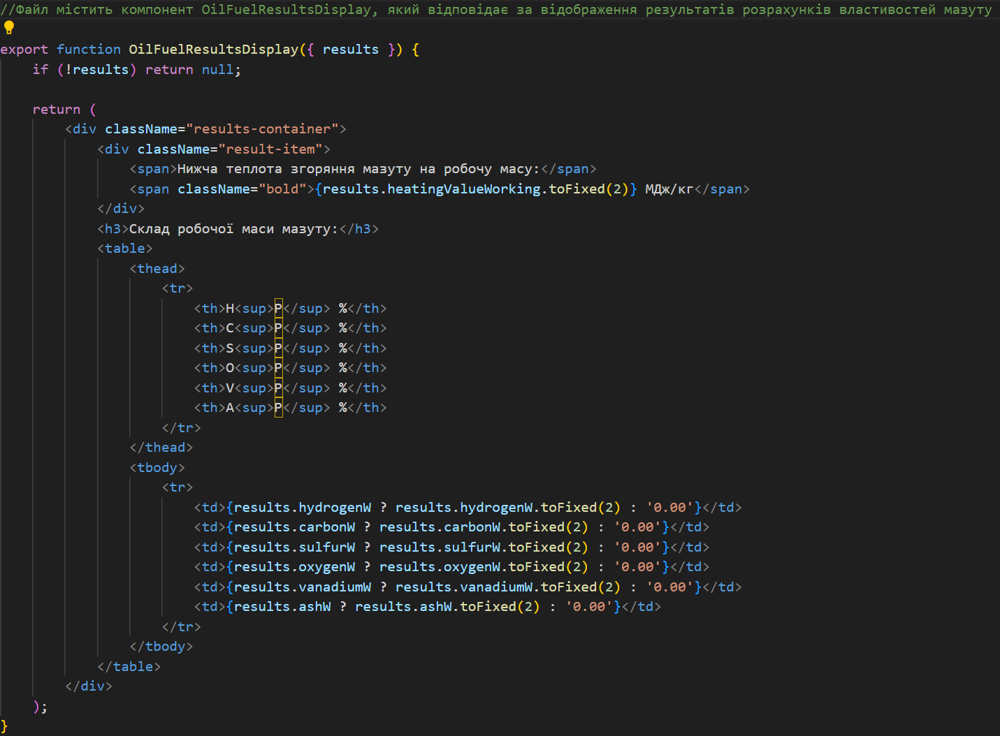 //Файл містить компонент OilFuelResultsDisplay, який відповідає за відображення результатів розрахунків властивостей мазуту
export function OilFuelResultsDisplay({ results }) {
    if (!results) return null;
    return (
        <div className="results-container">
            <div className="result-item">
                <span>Нижча теплота згоряння мазуту на робочу масу:</span>
                <span className="bold">{results.heatingValueWorking.toFixed(2)} МДж/кг</span>
            </div>
            <h3>Склад робочої маси мазуту:</h3>
            <table>
                <thead>
                    <tr>
                        <th>H<sup>Р</sup> %</th>
                        <th>C<sup>Р</sup> %</th>
                        <th>S<sup>Р</sup> %</th>
                        <th>O<sup>Р</sup> %</th>
                        <th>V<sup>Р</sup> %</th>
                        <th>A<sup>Р</sup> %</th>
                    </tr>
                </thead>
                <tbody>
                    <tr>
                        <td>{results.hydrogenW ? results.hydrogenW.toFixed(2) : '0.00'}</td>
                        <td>{results.carbonW ? results.carbonW.toFixed(2) : '0.00'}</td>
                        <td>{results.sulfurW ? results.sulfurW.toFixed(2) : '0.00'}</td>
                        <td>{results.oxygenW ? results.oxygenW.toFixed(2) : '0.00'}</td>
                        <td>{results.vanadiumW ? results.vanadiumW.toFixed(2) : '0.00'}</td>
                        <td>{results.ashW ? results.ashW.toFixed(2) : '0.00'}</td>
                    </tr>
                </tbody>
            </table>
        </div>
    );
}